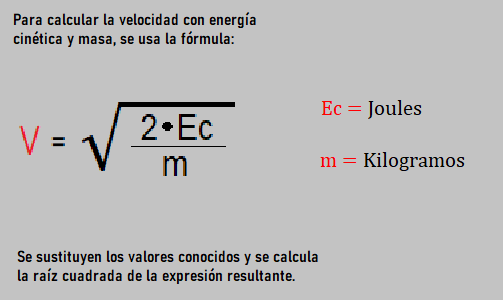 Para calcular la velocidad con energía
cinética y masa, se usa la fórmula:
V = √(2•Ec / m)
Ec = Joules
m = Kilogramos
Se sustituyen los valores conocidos y se calcula
la raíz cuadrada de la expresión resultante.